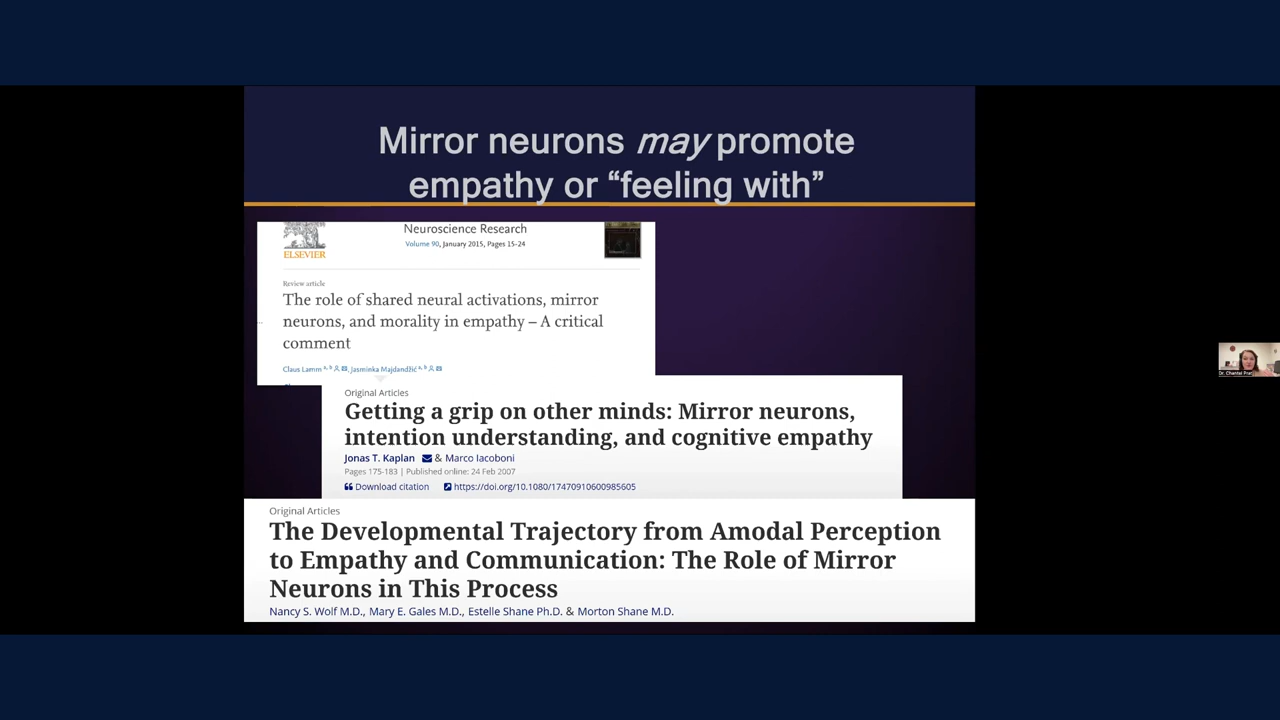 Mirror neurons may promote
empathy or “feeling with”
ELSEVIER
Neuroscience Research
Volume 90, January 2015, Pages 15-24
Review article
The role of shared neural activations, mirror
neurons, and morality in empathy – A critical
comment
Claus Lamm a, b, Jasminka Majdandžić a, b
Original Articles
Getting a grip on other minds: Mirror neurons,
intention understanding, and cognitive empathy
Jonas T. Kaplan & Marco Iacoboni
Pages 175-183 | Published online: 24 Feb 2007
Download citation https://doi.org/10.1080/17470910600985605
Original Articles
The Developmental Trajectory from Amodal Perception
to Empathy and Communication: The Role of Mirror
Neurons in This Process
Nancy S. Wolf M.D., Mary E. Gales M.D., Estelle Shane Ph.D. & Morton Shane M.D.
Dr. Chantel Prat